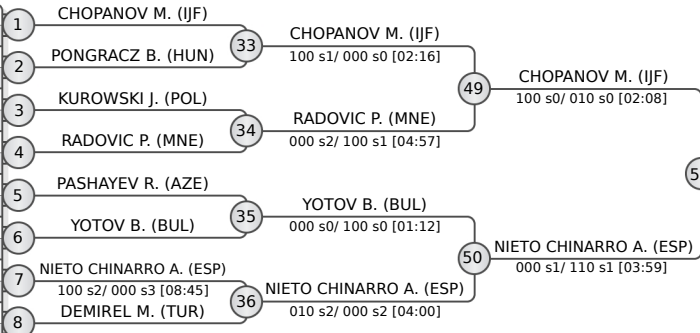 1
CHOPANOV M. (IJF)
2
PONGRACZ B. (HUN)
33
CHOPANOV M. (IJF)
100 s1/ 000 s0 [02:16]
3
KUROWSKI J. (POL)
4
RADOVIC P. (MNE)
34
RADOVIC P. (MNE)
000 s2/ 100 s1 [04:57]
49
CHOPANOV M. (IJF)
100 s0/ 010 s0 [02:08]
5
PASHAYEV R. (AZE)
6
YOTOV B. (BUL)
35
YOTOV B. (BUL)
000 s0/ 100 s0 [01:12]
7
NIETO CHINARRO A. (ESP)
100 s2/ 000 s3 [08:45]
8
DEMIREL M. (TUR)
36
NIETO CHINARRO A. (ESP)
010 s2/ 000 s2 [04:00]
50
NIETO CHINARRO A. (ESP)
000 s1/ 110 s1 [03:59]